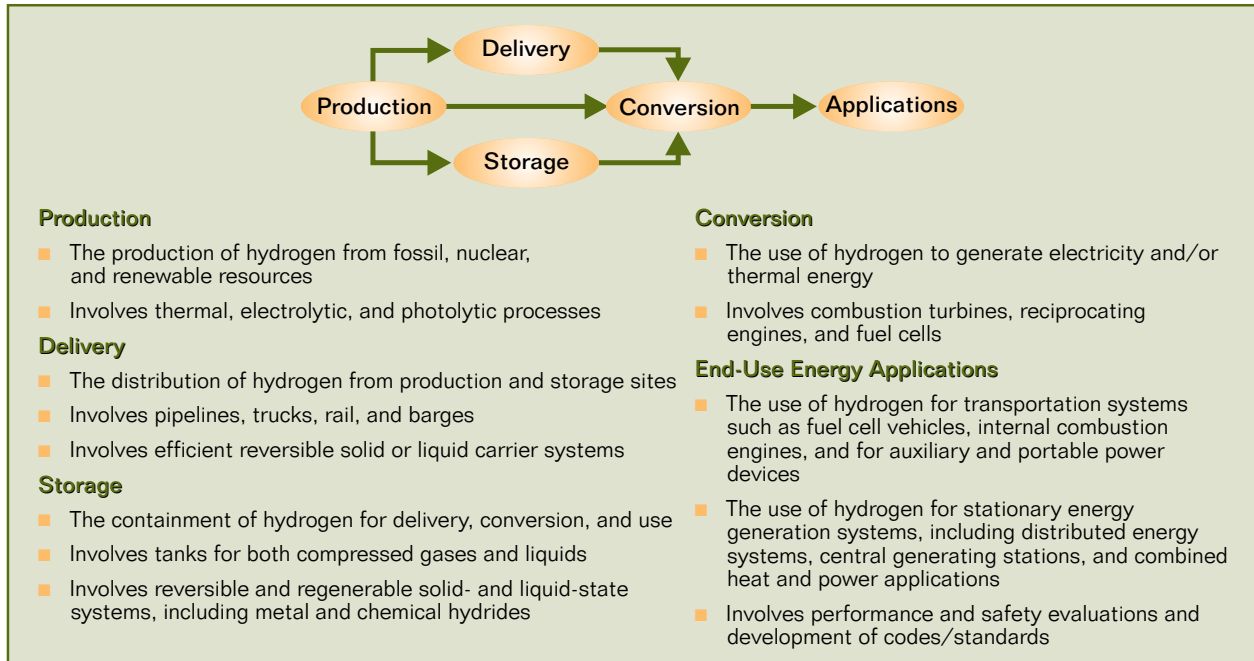 Delivery
Production
Conversion
Applications
Storage
Production
■ The production of hydrogen from fossil, nuclear,
and renewable resources
■ Involves thermal, electrolytic, and photolytic processes
Delivery
■ The distribution of hydrogen from production and storage sites
■ Involves pipelines, trucks, rail, and barges
■ Involves efficient reversible solid or liquid carrier systems
Storage
■ The containment of hydrogen for delivery, conversion, and use
■ Involves tanks for both compressed gases and liquids
■ Involves reversible and regenerable solid- and liquid-state
systems, including metal and chemical hydrides
Conversion
■ The use of hydrogen to generate electricity and/or
thermal energy
■ Involves combustion turbines, reciprocating
engines, and fuel cells
End-Use Energy Applications
■ The use of hydrogen for transportation systems
such as fuel cell vehicles, internal combustion
engines, and for auxiliary and portable power
devices
■ The use of hydrogen for stationary energy
generation systems, including distributed energy
systems, central generating stations, and combined
heat and power applications
■ Involves performance and safety evaluations and
development of codes/standards